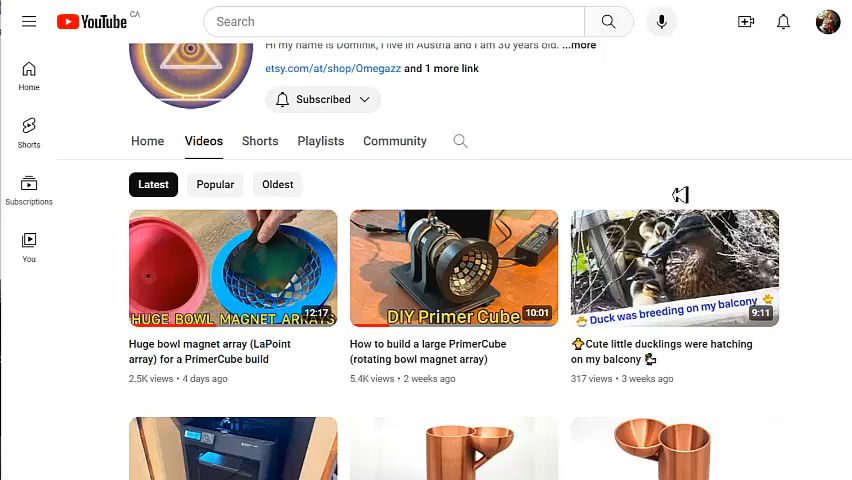 YouTube CA
Search
Hi my name is Dominik, I live in Austria and I am 30 years old. ...more
etsy.com/at/shop/Omegazz and 1 more link
Subscribed
Home
Shorts
Subscriptions
You
Home Videos Shorts Playlists Community
Latest Popular Oldest
HUGE BOWL MAGNET ARRAYS
12:17
DIY Primer Cube
10:01
Duck was breeding on my balcony
9:11
Huge bowl magnet array (LaPoint
array) for a PrimerCube build
2.5K views • 4 days ago
How to build a large PrimerCube
(rotating bowl magnet array)
5.4K views • 2 weeks ago
🐥Cute little ducklings were hatching
on my balcony 🦆
317 views • 3 weeks ago